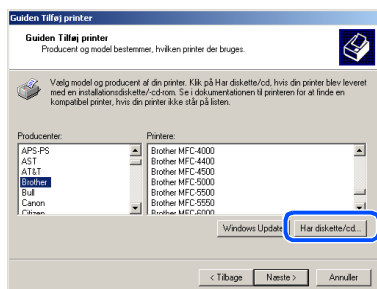 Guiden Tilføj printer
Guiden Tilføj printer
Producent og model bestemmer, hvilken printer der bruges.
Vælg model og producent af din printer. Klik på Har diskette/cd, hvis din printer blev leveret
med en installationsdiskette/-cd-rom. Se i dokumentationen til printeren for at finde en
kompatibel printer, hvis din printer ikke står på listen.
Producenter:
Printere:
APS-PS
AST
AT&T
Brother
Bull
Canon
Citizen
Brother MFC-4000
Brother MFC-4400
Brother MFC-4500
Brother MFC-5000
Brother MFC-5500
Brother MFC-5550
Brother MFC-6000
Windows Update
Har diskette/cd...
< Tilbage
Næste >
Annuller